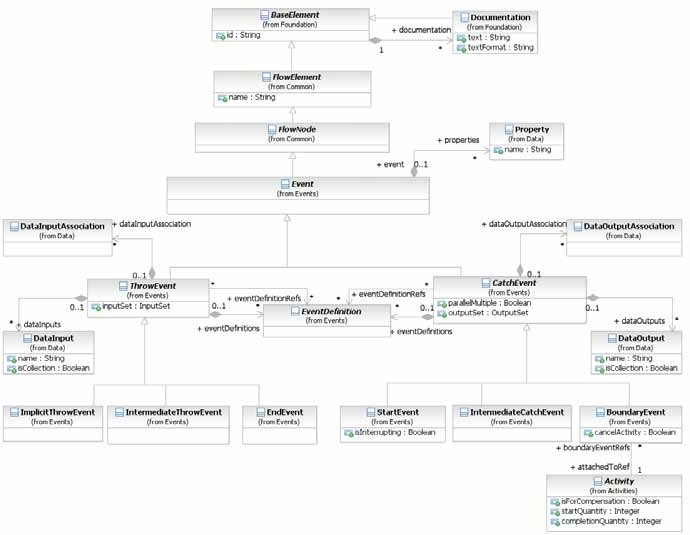 BaseElement
(from Foundation)
id : String
+ documentation
1
*
Documentation
(from Foundation)
text : String
textFormat : String
FlowElement
(from Common)
name : String
FlowNode
(from Common)
+ properties
*
+ event
0..1
Property
(from Data)
name : String
Event
(from Events)
DataInputAssociation
(from Data)
+ dataInputAssociation
*
+ dataOutputAssociation
*
DataOutputAssociation
(from Data)
0..1
0..1
ThrowEvent
(from Events)
inputSet : InputSet
CatchEvent
(from Events)
parallelMultiple : Boolean
outputSet : OutputSet
0..1
* + dataInputs
*
+ eventDefinitionRefs
*
0..1
*
+ eventDefinitions
EventDefinition
(from Events)
*
+ eventDefinitionRefs
*
*
0..1
+ eventDefinitions
0..1
+ dataOutputs
*
DataInput
(from Data)
name : String
isCollection : Boolean
DataOutput
(from Data)
name : String
isCollection : Boolean
ImplicitThrowEvent
(from Events)
IntermediateThrowEvent
(from Events)
EndEvent
(from Events)
StartEvent
(from Events)
isInterrupting : Boolean
IntermediateCatchEvent
(from Events)
BoundaryEvent
(from Events)
cancelActivity : Boolean
+ boundaryEventRefs
*
+ attachedToRef
1
Activity
(from Activities)
isForCompensation : Boolean
startQuantity : Integer
completionQuantity : Integer